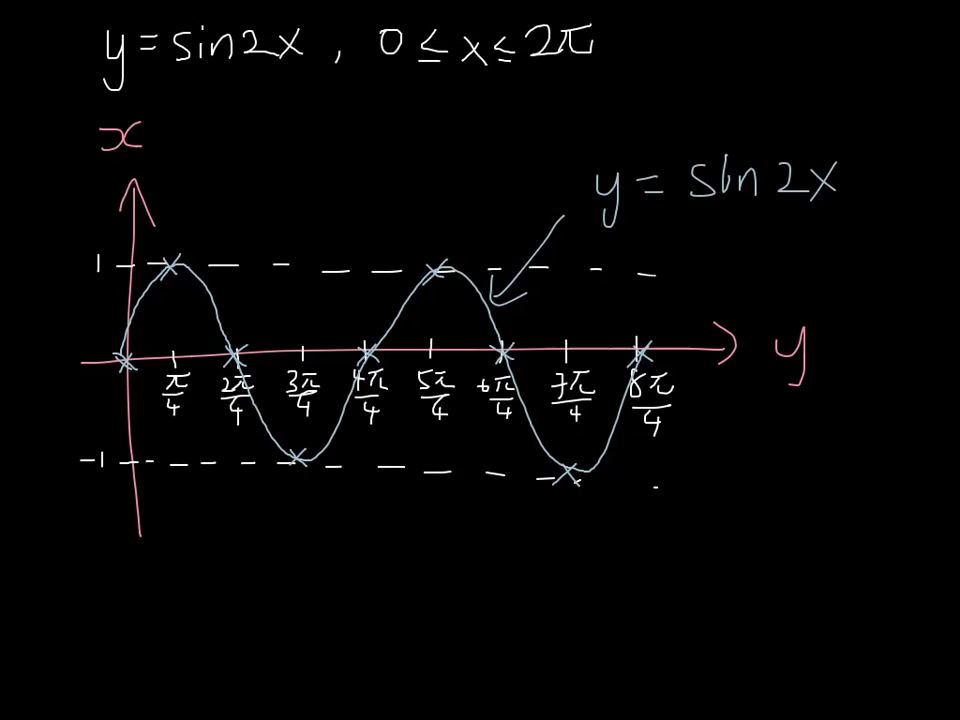 y = sin2x , 0 ≤ x ≤ 2π
x
y = sin 2x
1
y
π/4 2π/4 3π/4 4π/4 5π/4 6π/4 7π/4 8π/4
-1